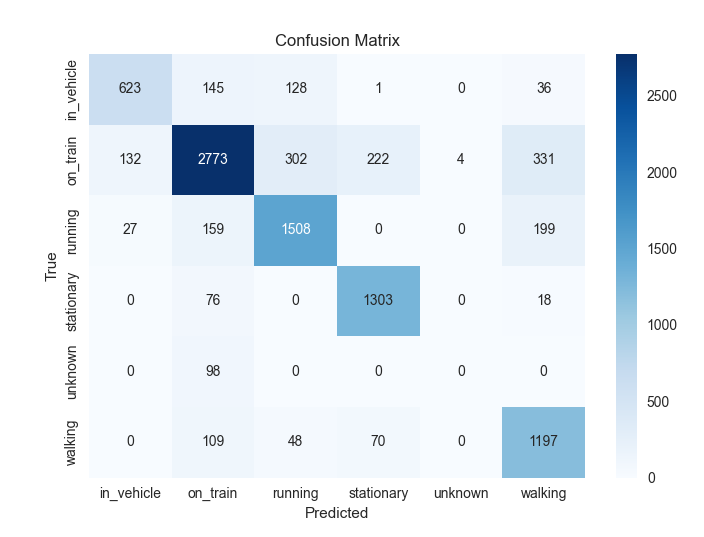 Confusion Matrix
True
in_vehicle 623 145 128 1 0 36
on_train 132 2773 302 222 4 331
running 27 159 1508 0 0 199
stationary 0 76 0 1303 0 18
unknown 0 98 0 0 0 0
walking 0 109 48 70 0 1197
in_vehicle on_train running stationary unknown walking
Predicted
2500
2000
1500
1000
500
0